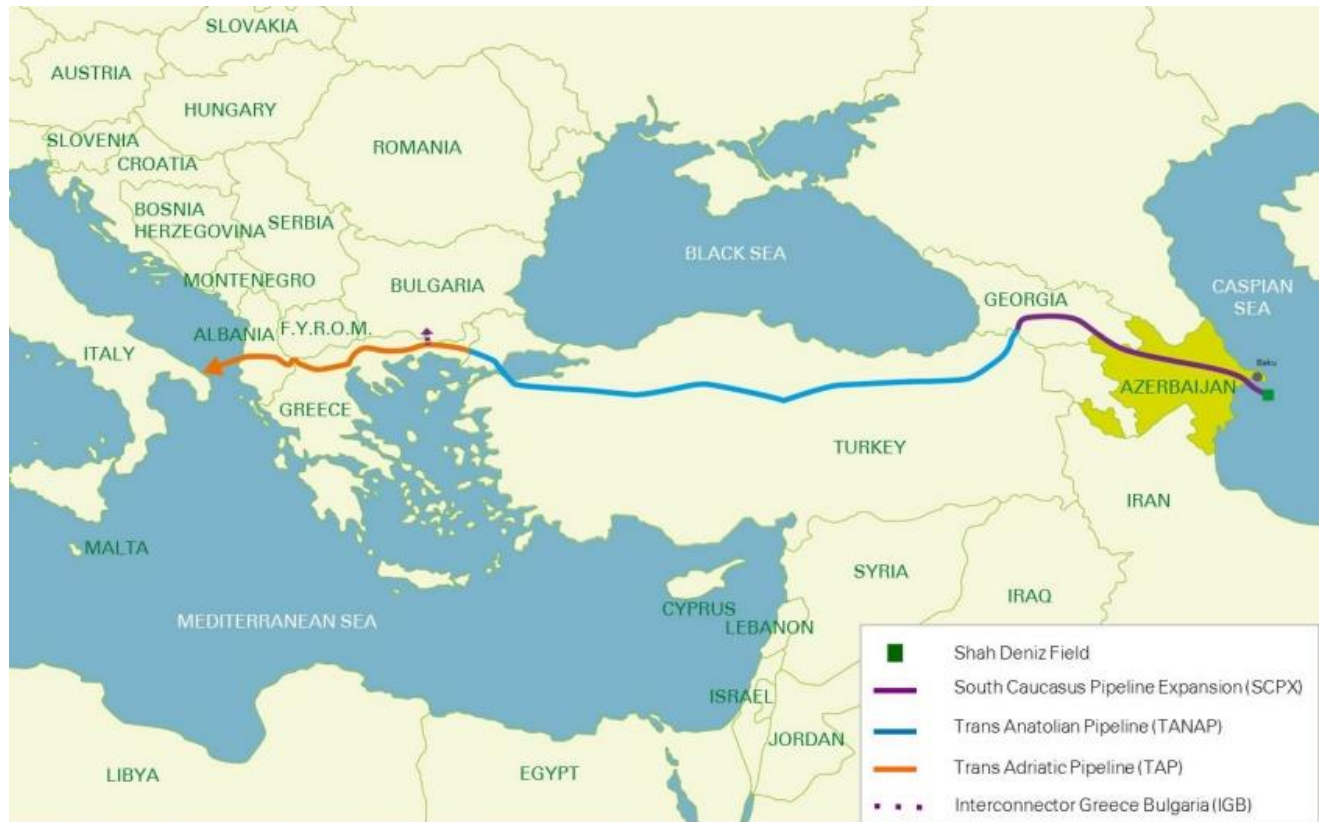 SLOVAKIA
AUSTRIA
HUNGARY
SLOVENIA
CROATIA
ROMANIA
BOSNIA
HERZEGOVINA
SERBIA
BLACK SEA
MONTENEGRO
BULGARIA
GEORGIA
CASPIAN
SEA
ALBANIA
F.Y.R.O.M.
ITALY
Baku
AZERBAIJAN
GREECE
TURKEY
IRAN
MALTA
SYRIA
IRAQ
CYPRUS
LEBANON
MEDITERRANEAN SEA
ISRAEL
JORDAN
LIBYA
EGYPT
Shah Deniz Field
South Caucasus Pipeline Expansion (SCPX)
Trans Anatolian Pipeline (TANAP)
Trans Adriatic Pipeline (TAP)
Interconnector Greece Bulgaria (IGB)